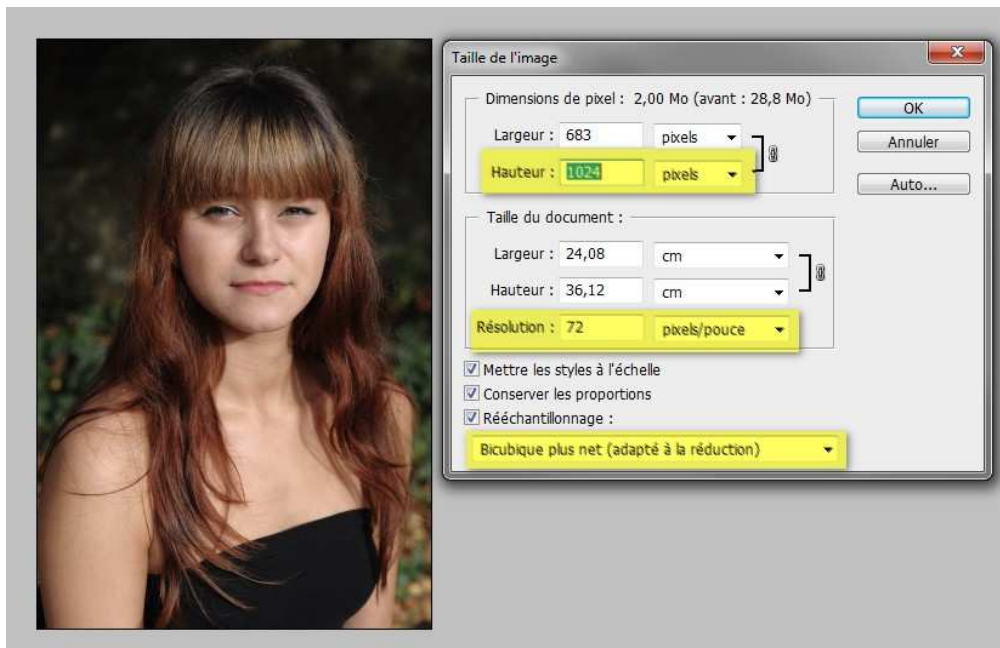 Taille de l'image
Dimensions de pixel : 2,00 Mo (avant : 28,8 Mo)
Largeur : 683 pixels
Hauteur : 1024 pixels
OK
Annuler
Auto...
Taille du document :
Largeur : 24,08 cm
Hauteur : 36,12 cm
Résolution : 72 pixels/pouce
Mettre les styles à l'échelle
Conserver les proportions
Rééchantillonnage :
Bicubique plus net (adapté à la réduction)